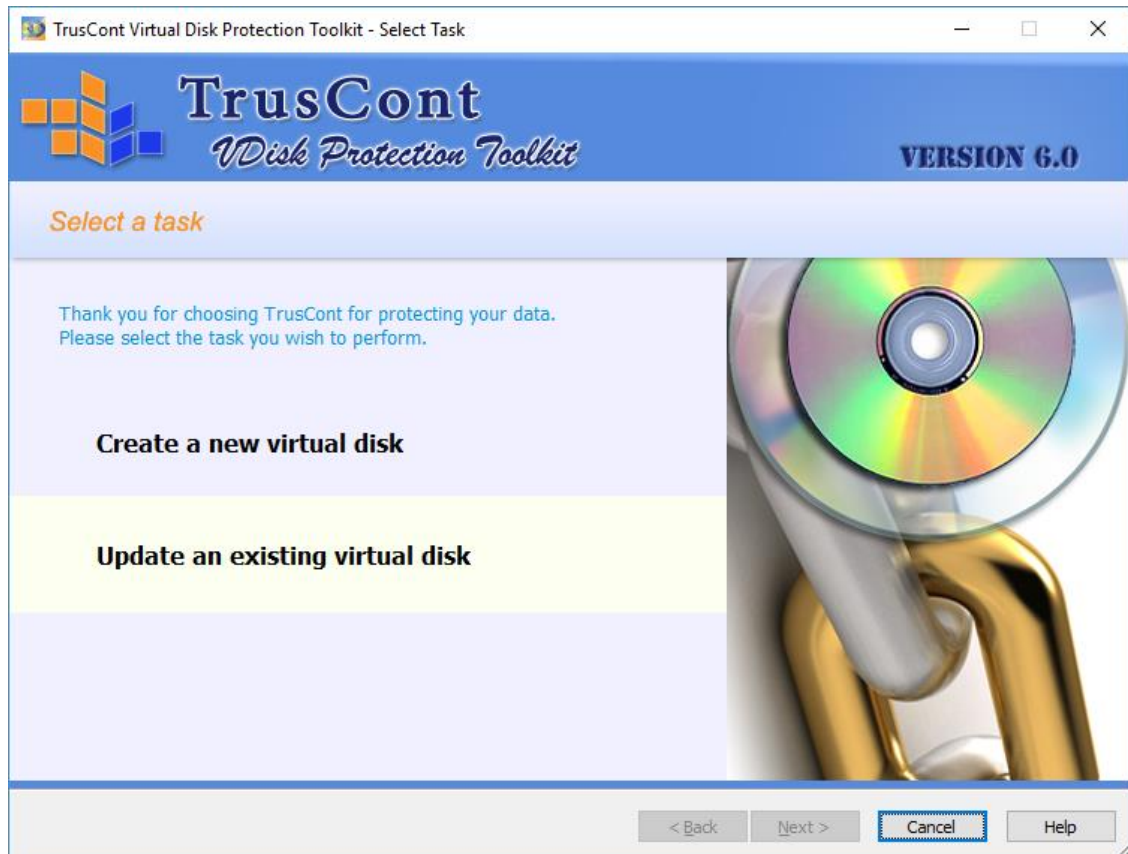 TrusCont Virtual Disk Protection Toolkit - Select Task
TrusCont
VDisk Protection Toolkit
VERSION 6.0
Select a task
Thank you for choosing TrusCont for protecting your data.
Please select the task you wish to perform.
Create a new virtual disk
Update an existing virtual disk
< Back Next > Cancel Help